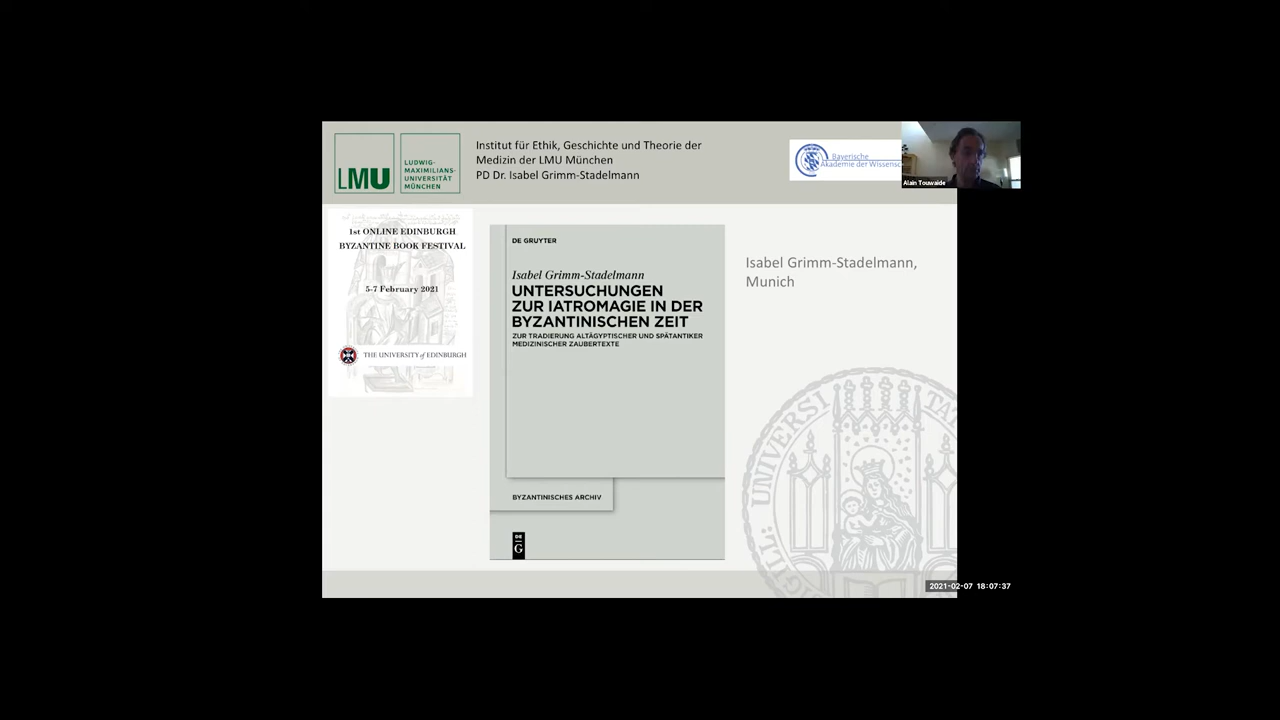 LMU
LUDWIG-
MAXIMILIANS-
UNIVERSITÄT
MÜNCHEN
Institut für Ethik, Geschichte und Theorie der
Medizin der LMU München
PD Dr. Isabel Grimm-Stadelmann
Bayerische
Akademie der Wissensc
Alain Touwaide
1st ONLINE EDINBURGH
BYZANTINE BOOK FESTIVAL
5-7 February 2021
THE UNIVERSITY of EDINBURGH
DE GRUYTER
Isabel Grimm-Stadelmann
UNTERSUCHUNGEN
ZUR IATROMAGIE IN DER
BYZANTINISCHEN ZEIT
ZUR TRADIERUNG ALTÄGYPTISCHER UND SPÄTANTIKER
MEDIZINISCHER ZAUBERTEXTE
BYZANTINISCHES ARCHIV
DE
G
Isabel Grimm-Stadelmann,
Munich
SIGILL: UNIVERSITAT
2021-02-07 18:07:37